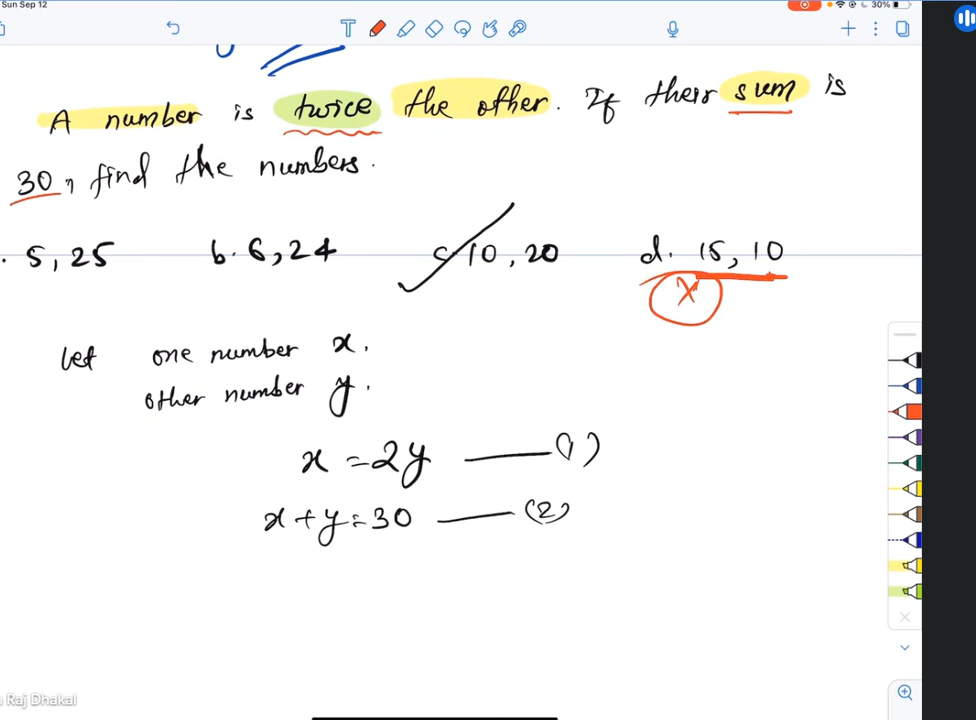 Sun Sep 12
30%
A number is twice the other. If their sum is
30, find the numbers.
. 5, 25 b. 6, 24 c. 10, 20 d. 15, 10
x
let one number x.
other number y.
x = 2y —— (1)
x + y = 30 —— (2)
Raj Dhakal